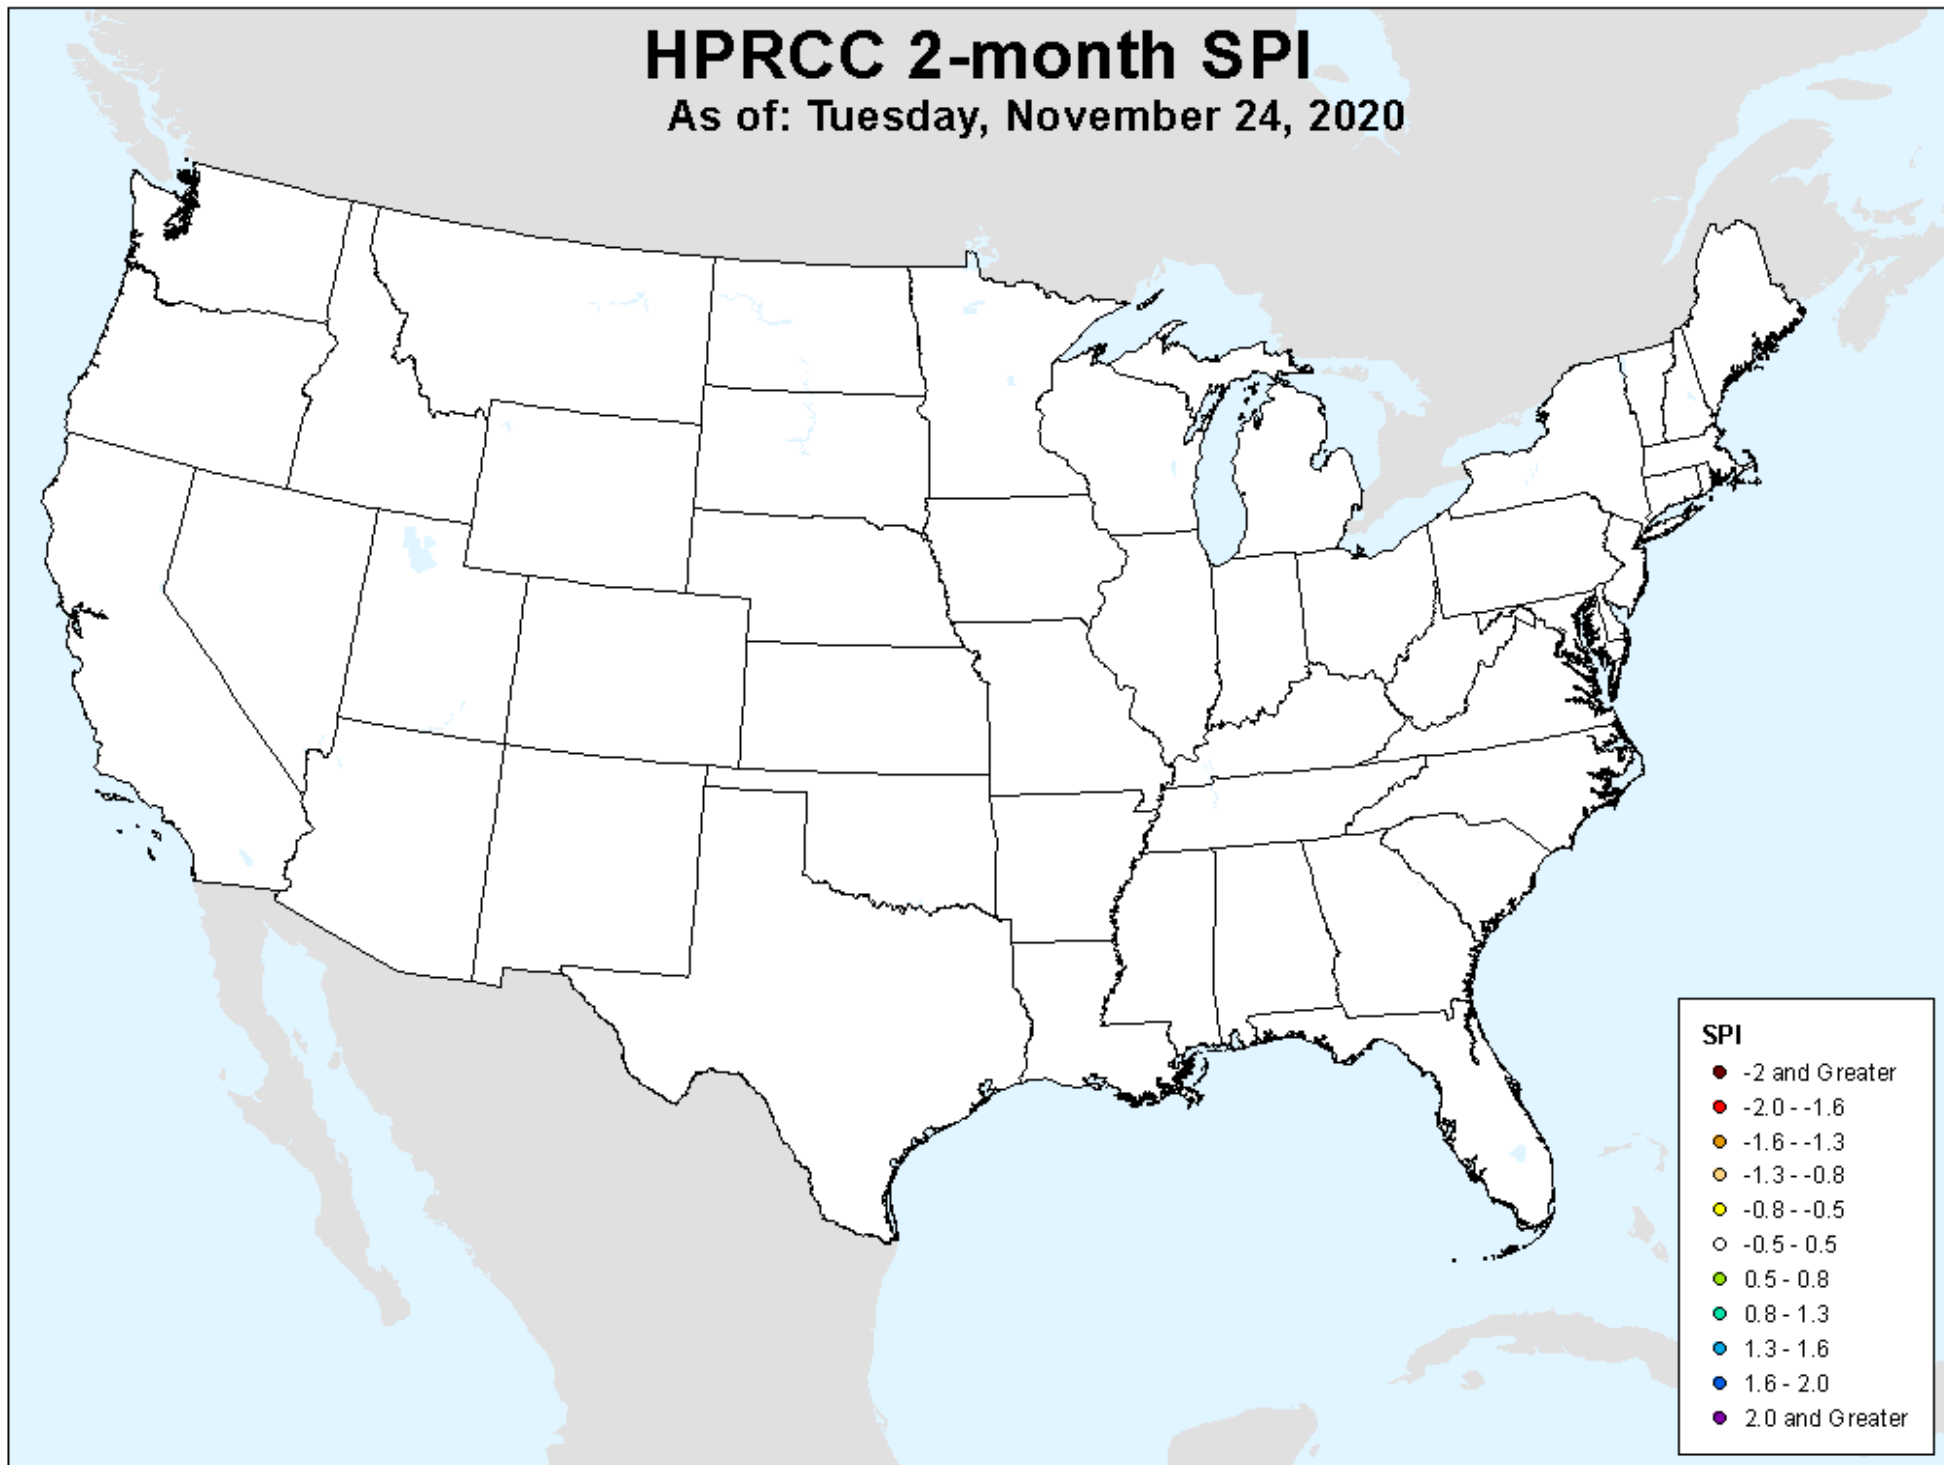 HPRCC 2-month SPI
As of: Tuesday, November 24, 2020
SPI
-2 and Greater
-2.0 - -1.6
-1.6 - -1.3
-1.3 - -0.8
-0.8 - -0.5
-0.5 - 0.5
0.5 - 0.8
0.8 - 1.3
1.3 - 1.6
1.6 - 2.0
2.0 and Greater